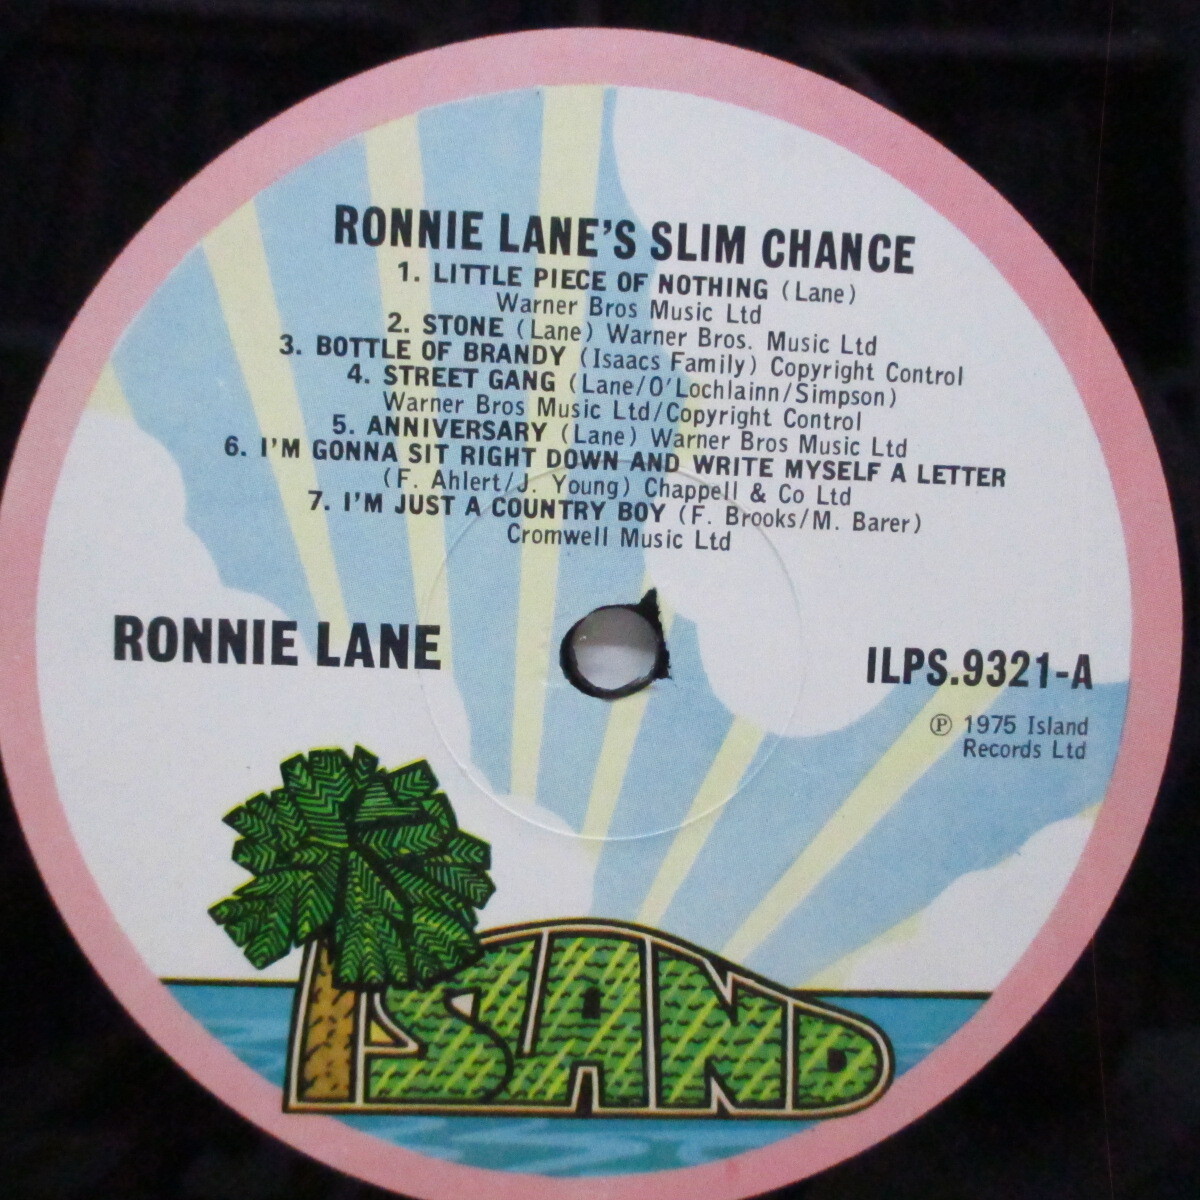 RONNIE LANE'S SLIM CHANCE
1. LITTLE PIECE OF NOTHING (Lane)
Warner Bros Music Ltd
2. STONE (Lane) Warner Bros. Music Ltd
3. BOTTLE OF BRANDY (Isaacs Family) Copyright Control
4. STREET GANG (Lane/O'Lochlainn/Simpson)
Warner Bros Music Ltd/Copyright Control
5. ANNIVERSARY (Lane) Warner Bros Music Ltd
6. I'M GONNA SIT RIGHT DOWN AND WRITE MYSELF A LETTER
(F. Ahlert/J. Young) Chappell & Co Ltd
7. I'M JUST A COUNTRY BOY (F. Brooks/M. Barer)
Cromwell Music Ltd
RONNIE LANE
ILPS.9321-A
℗ 1975 Island
Records Ltd
ISLAND